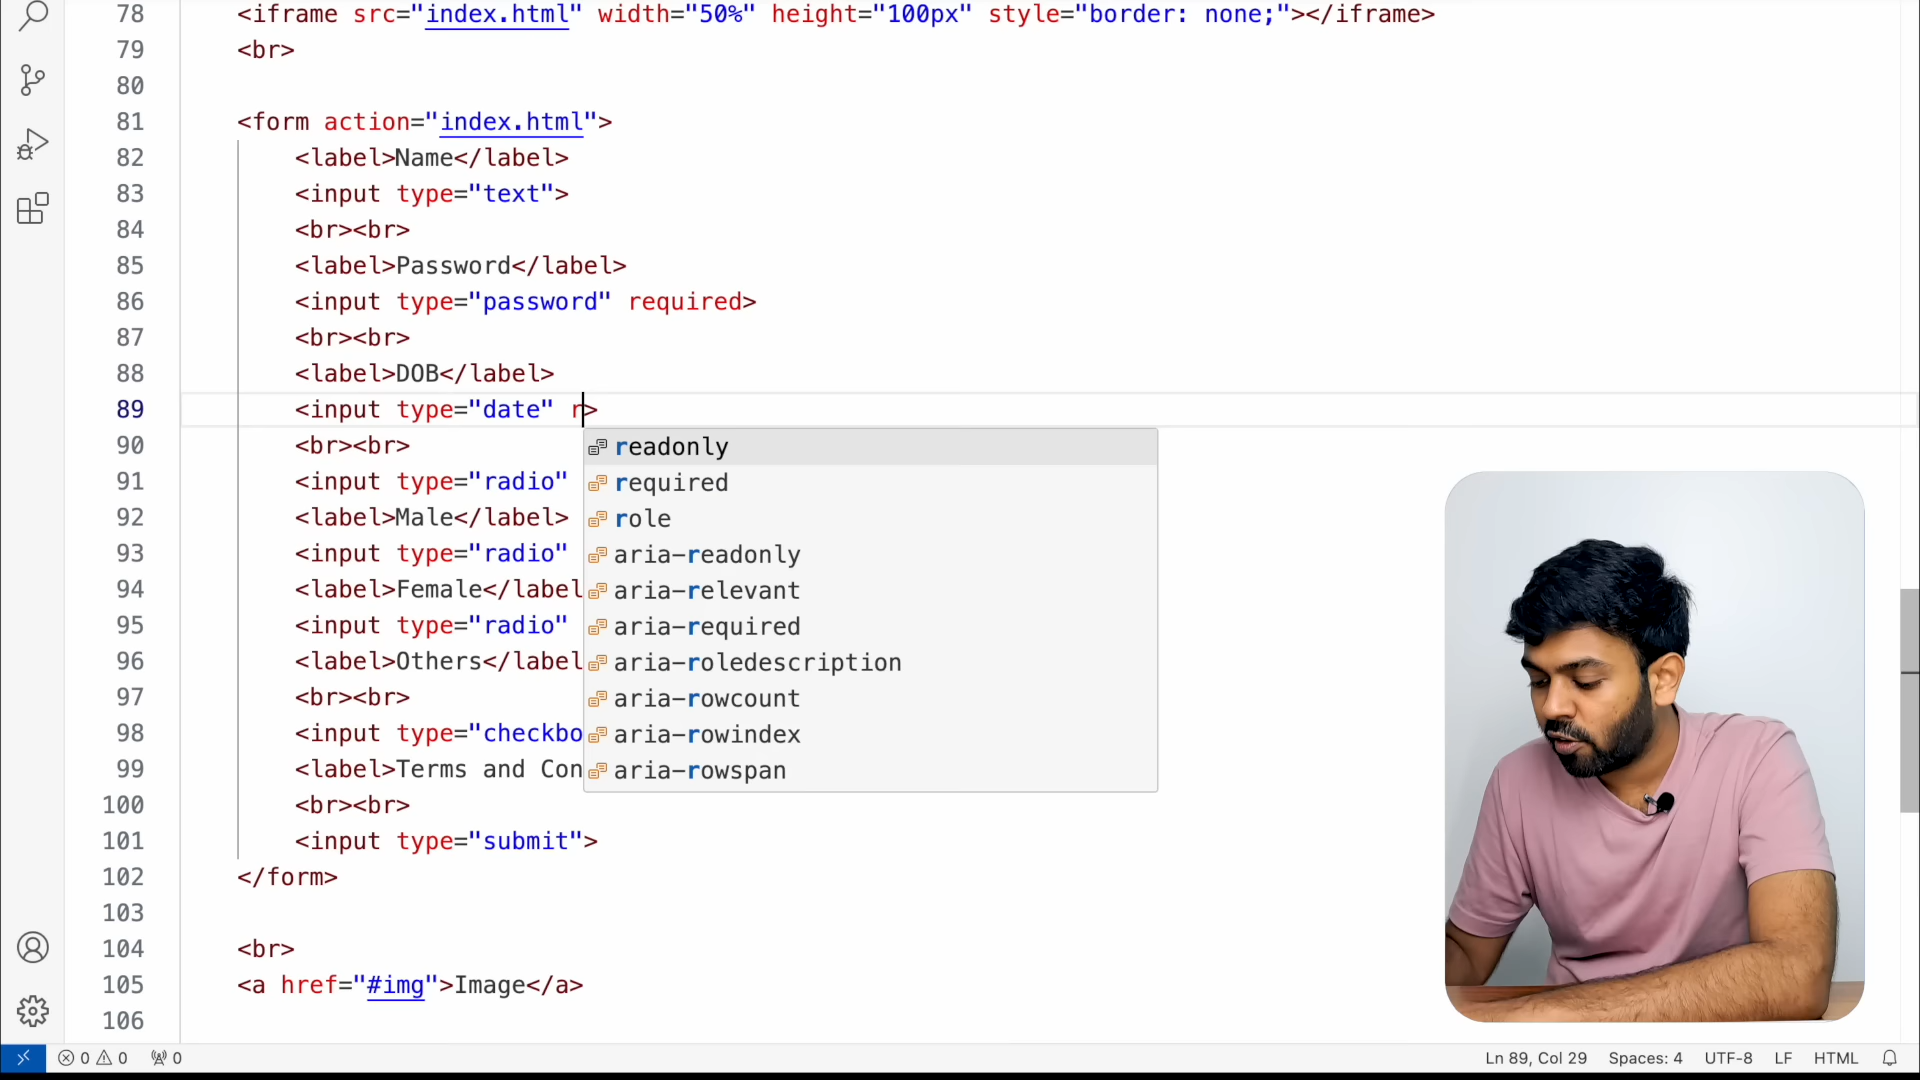 78 <iframe src="index.html" width="50%" height="100px" style="border: none;"></iframe>
79 <br>
80
81 <form action="index.html">
82 <label>Name</label>
83 <input type="text">
84 <br><br>
85 <label>Password</label>
86 <input type="password" required>
87 <br><br>
88 <label>DOB</label>
89 <input type="date" r>
90 <br><br>
readonly
91 <input type="radio"
required
92 <label>Male</label>
role
93 <input type="radio"
aria-readonly
94 <label>Female</label
aria-relevant
95 <input type="radio"
aria-required
96 <label>Others</label
aria-roledescription
97 <br><br>
aria-rowcount
98 <input type="checkbo
aria-rowindex
99 <label>Terms and Con
aria-rowspan
100 <br><br>
101 <input type="submit">
102 </form>
103
104 <br>
105 <a href="#img">Image</a>
106
0 0 0 Ln 89, Col 29 Spaces: 4 UTF-8 LF HTML